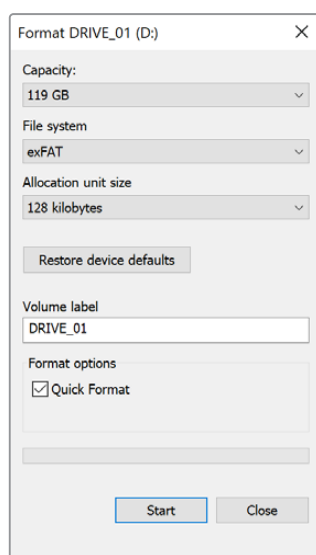 Format DRIVE_01 (D:)
Capacity:
119 GB
File system
exFAT
Allocation unit size
128 kilobytes
Restore device defaults
Volume label
DRIVE_01
Format options
Quick Format
Start Close